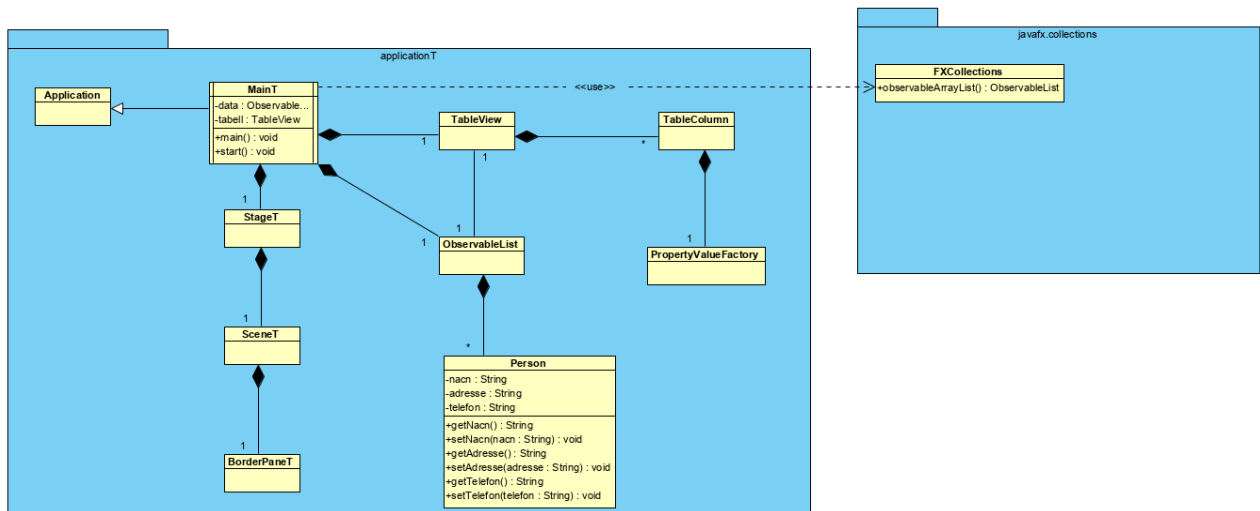 applicationT
javafx.collections
Application
MainT
-data : Observable...
-tabell : TableView
+main() : void
+start() : void
<<use>>
FXCollections
+observableArrayList() : ObservableList
TableView
1
1
*
TableColumn
StageT
1
1
1
ObservableList
1
PropertyValueFactory
SceneT
1
*
Person
-nacn : String
-adresse : String
-telefon : String
+getNacn() : String
+setNacn(nacn : String) : void
+getAdresse() : String
+setAdresse(adresse : String) : void
+getTelefon() : String
+setTelefon(telefon : String) : void
1
BorderPaneT